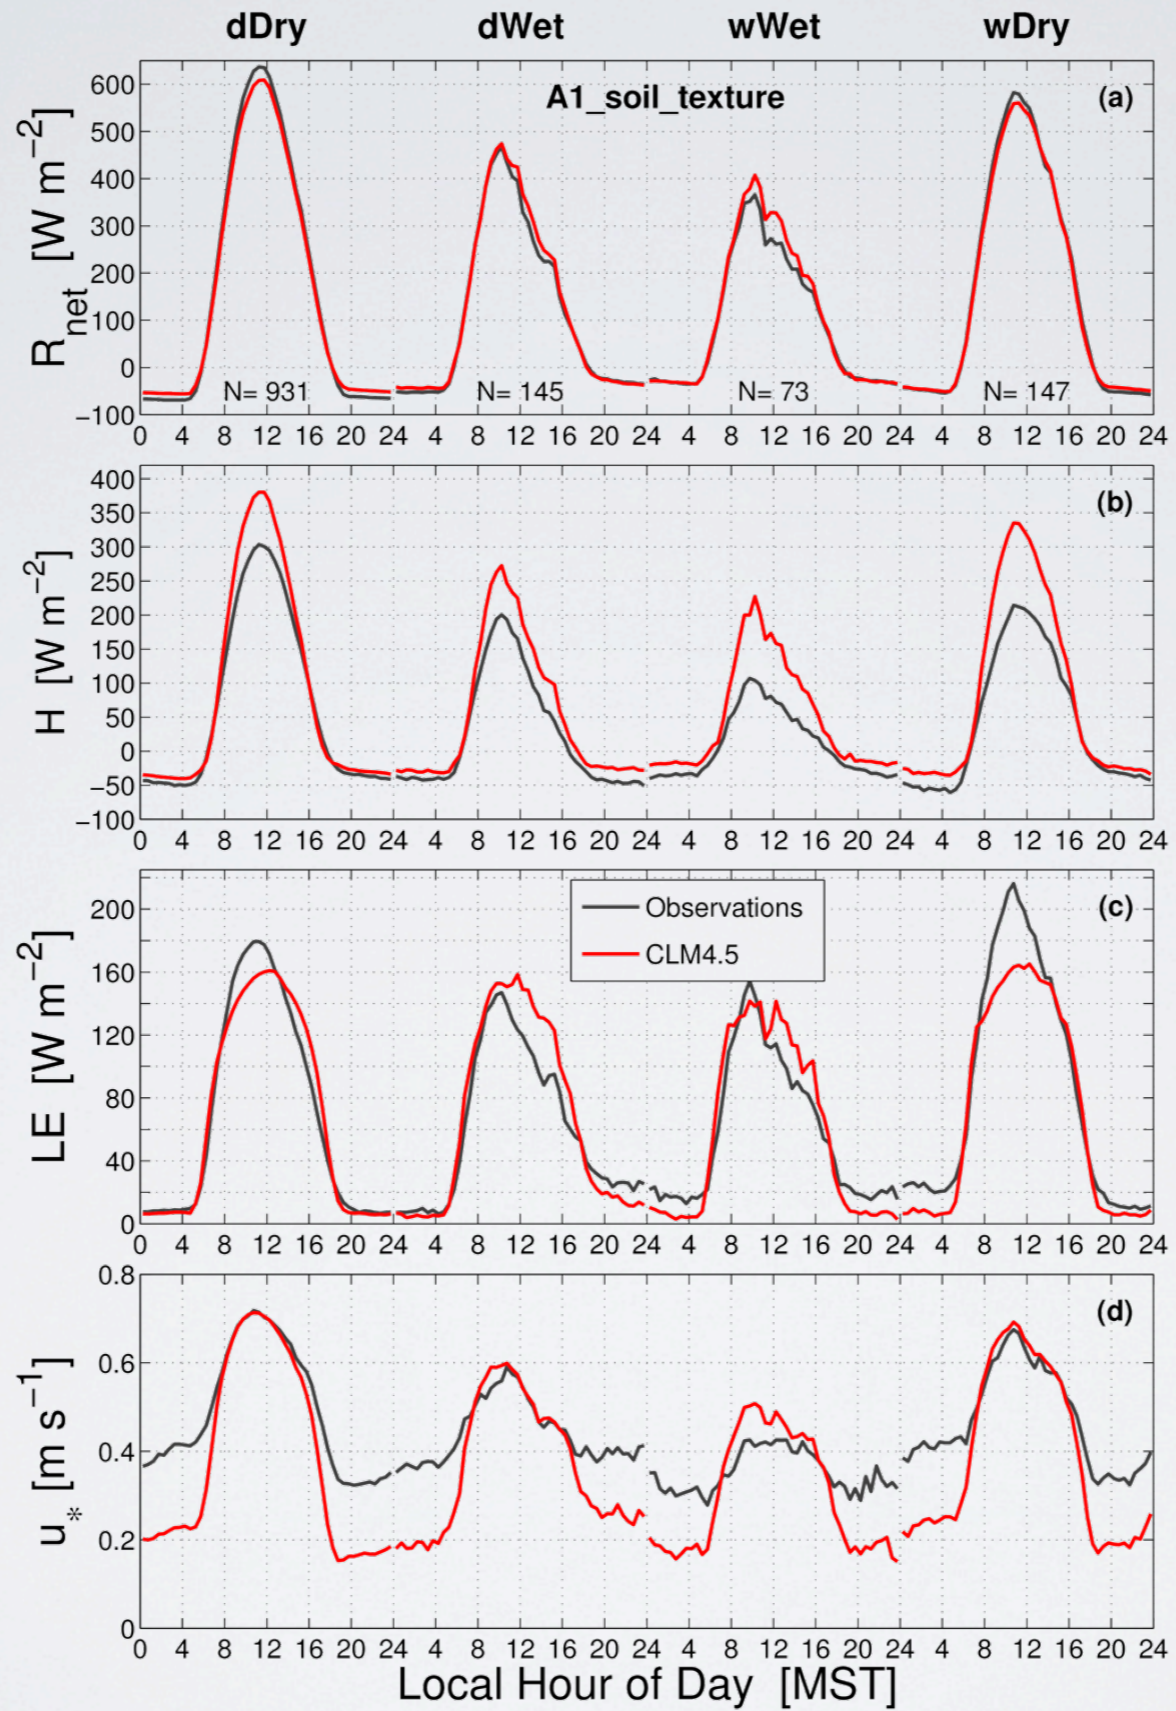 dDry dWet wWet wDry
A1_soil_texture
(a)
R_net [W m−2]
600
500
400
300
200
100
0
−100
N= 931 N= 145 N= 73 N= 147
0 4 8 12 16 20 24 4 8 12 16 20 24 4 8 12 16 20 24 4 8 12 16 20 24
(b)
H [W m−2]
400
350
300
250
200
150
100
50
0
−50
−100
0 4 8 12 16 20 24 4 8 12 16 20 24 4 8 12 16 20 24 4 8 12 16 20 24
(c)
LE [W m−2]
Observations
CLM4.5
200
160
120
80
40
0
0 4 8 12 16 20 24 4 8 12 16 20 24 4 8 12 16 20 24 4 8 12 16 20 24
(d)
u* [m s−1]
0.8
0.6
0.4
0.2
0
0 4 8 12 16 20 24 4 8 12 16 20 24 4 8 12 16 20 24 4 8 12 16 20 24
Local Hour of Day [MST]